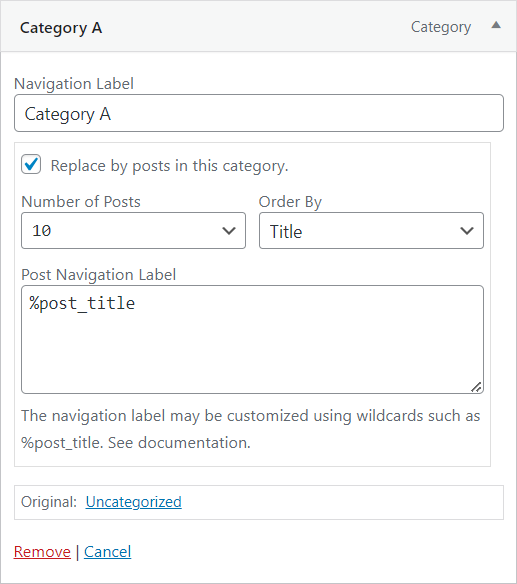 Category A Category
Navigation Label
Category A
Replace by posts in this category.
Number of Posts Order By
10 Title
Post Navigation Label
%post_title
The navigation label may be customized using wildcards such as
%post_title. See documentation.
Original: Uncategorized
Remove | Cancel